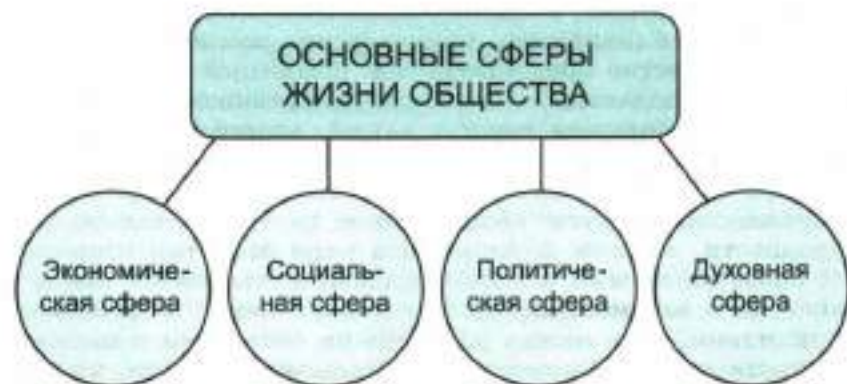 ОСНОВНЫЕ СФЕРЫ
ЖИЗНИ ОБЩЕСТВА
Экономиче-
ская сфера
Социаль-
ная сфера
Политиче-
ская сфера
Духовная
сфера